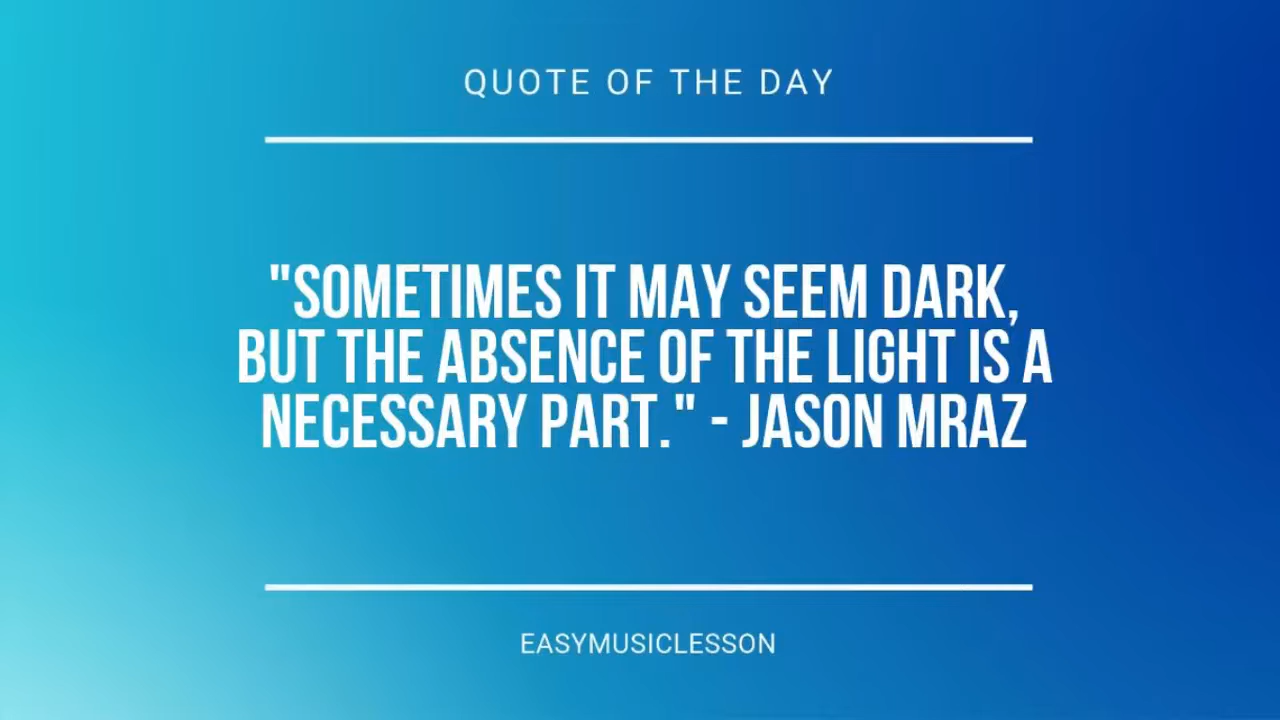 QUOTE OF THE DAY
"SOMETIMES IT MAY SEEM DARK,
BUT THE ABSENCE OF THE LIGHT IS A
NECESSARY PART." - JASON MRAZ
EASYMUSICLESSON